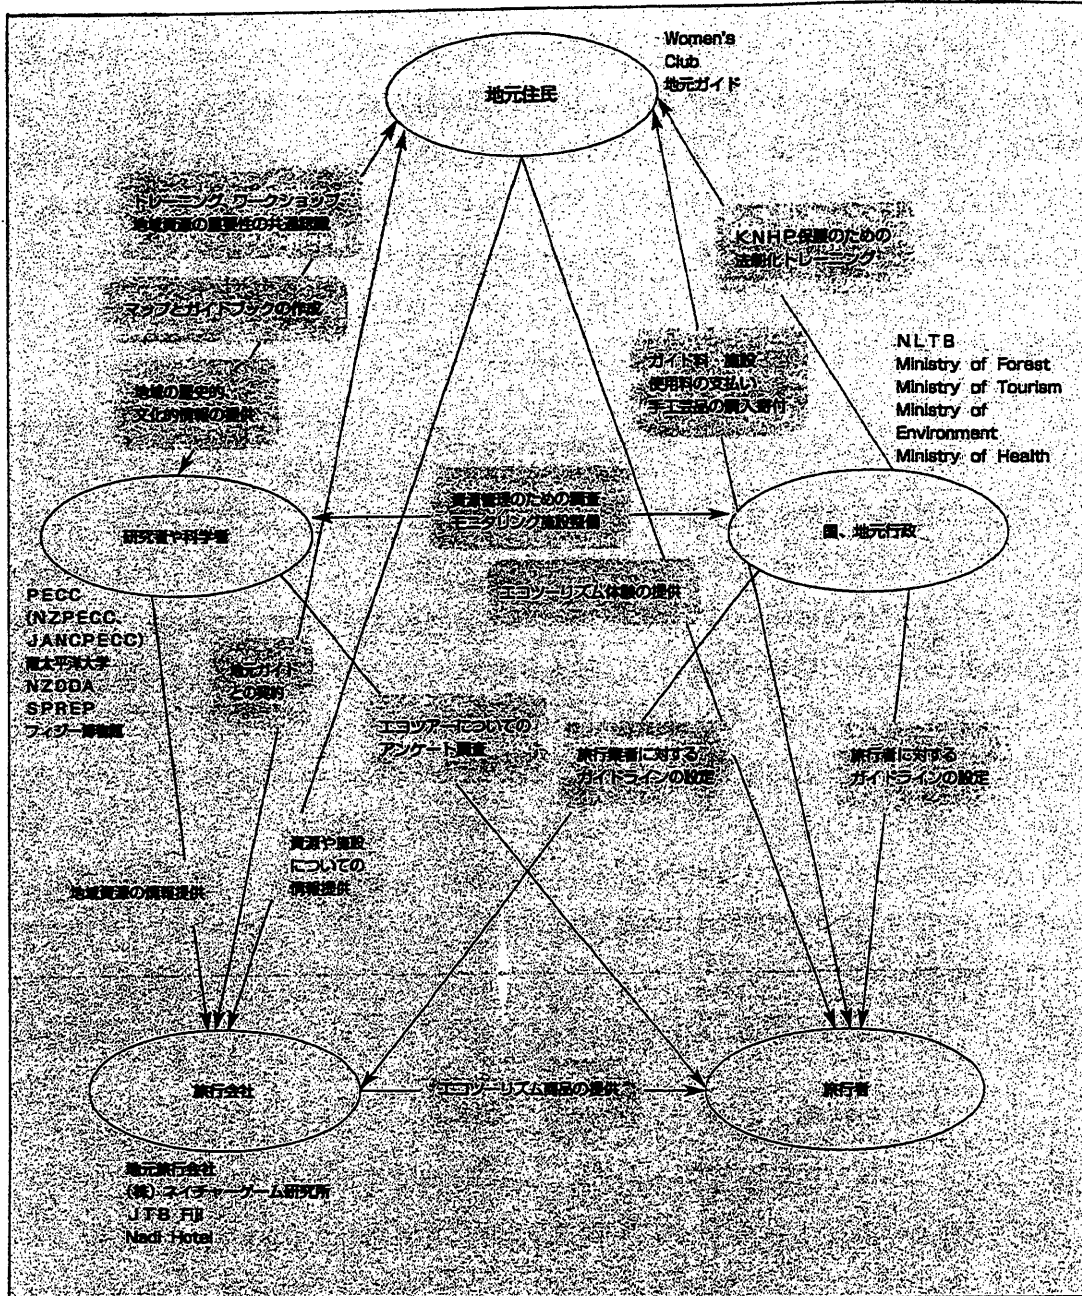 Women's
Club
地元ガイド
地元住民
トレーニング、ワークショップ
地域資源の重要性の共通認識
KNHP保護のための
法制化トレーニング
マップとガイドブックの作成
ガイド料、施設
使用料の支払い
手工芸品の購入寄付
NLTB
Ministry of Forest
Ministry of Tourism
Ministry of
Environment
Ministry of Health
地域の歴史的、
文化的情報の提供
資源管理のための調査
モニタリング施設整備
研究者や科学者
国、地元行政
エコツーリズム体験の提供
PECC
(NZPECC、
JANCPECC)
南太平洋大学
NZODA
SPREP
フィジー博物館
地元ガイド
との契約
エコツアーについての
アンケート調査
旅行業者に対する
ガイドラインの設定
旅行者に対する
ガイドラインの設定
資源や施設
についての
情報提供
地域資源の情報提供
旅行会社
エコツーリズム商品の提供
旅行者
地元旅行会社
(株)ネイチャーゲーム研究所
JTB Fiji
Nadi Hotel